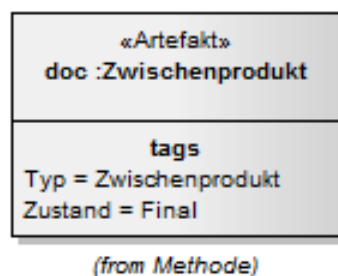 «Artefakt»
doc :Zwischenprodukt
tags
Typ = Zwischenprodukt
Zustand = Final
(from Methode)